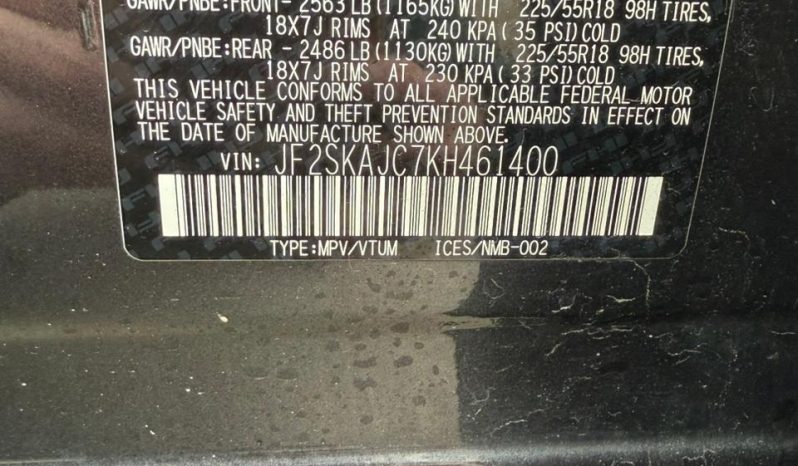 GAWR/PNBE:FRONT- 2563 LB(1165KG)WITH 225/55R18 98H TIRES,
18X7J RIMS AT 240 KPA(35 PSI)COLD
GAWR/PNBE:REAR - 2486 LB(1130KG)WITH 225/55R18 98H TIRES,
18X7J RIMS AT 230 KPA(33 PSI)COLD
THIS VEHICLE CONFORMS TO ALL APPLICABLE FEDERAL MOTOR
VEHICLE SAFETY AND THEFT PREVENTION STANDARDS IN EFFECT ON
THE DATE OF MANUFACTURE SHOWN ABOVE.
VIN: JF2SKAJC7KH461400
TYPE:MPV/VTUM ICES/NMB-002